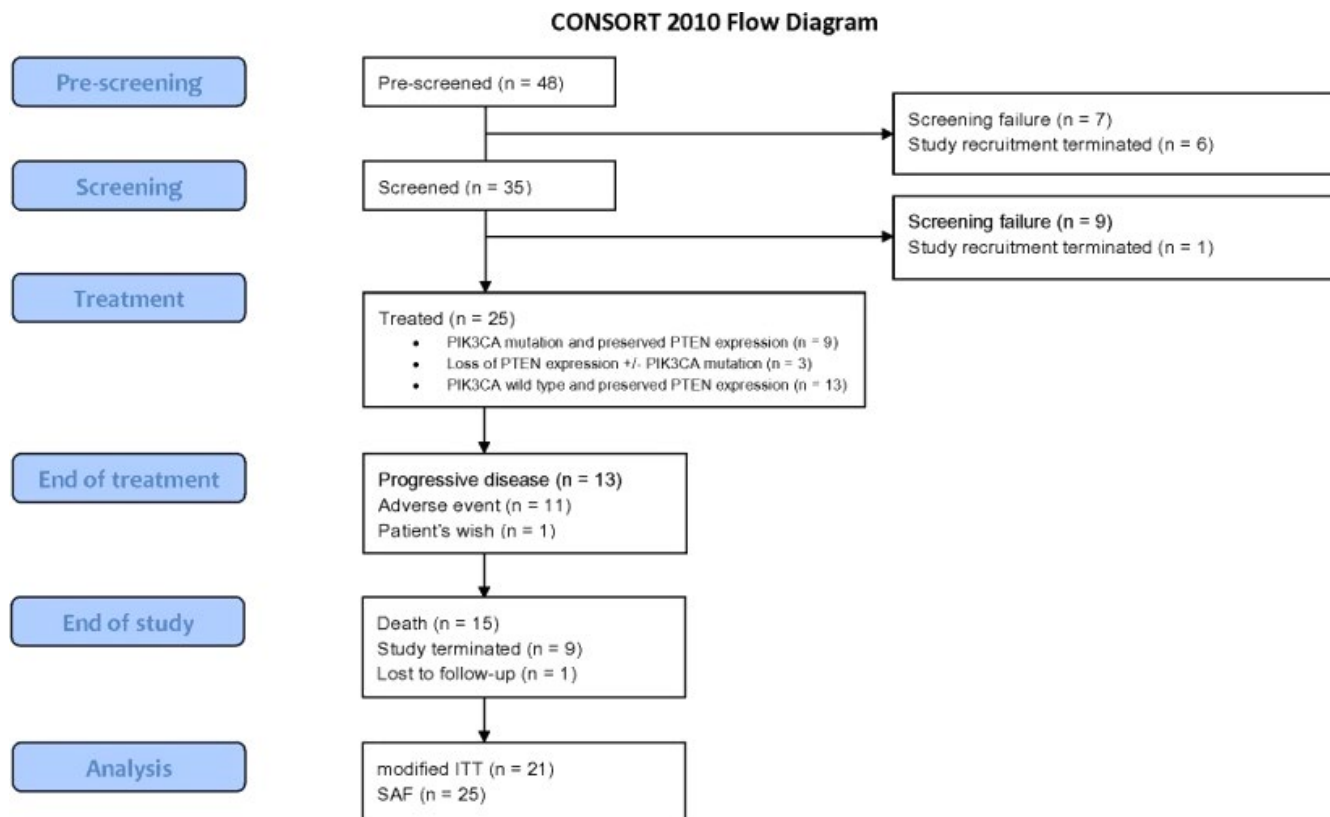 CONSORT 2010 Flow Diagram
Pre-screening
Pre-screened (n = 48)
Screening failure (n = 7)
Study recruitment terminated (n = 6)
Screening
Screened (n = 35)
Screening failure (n = 9)
Study recruitment terminated (n = 1)
Treatment
Treated (n = 25)
• PIK3CA mutation and preserved PTEN expression (n = 9)
• Loss of PTEN expression +/- PIK3CA mutation (n = 3)
• PIK3CA wild type and preserved PTEN expression (n = 13)
End of treatment
Progressive disease (n = 13)
Adverse event (n = 11)
Patient's wish (n = 1)
End of study
Death (n = 15)
Study terminated (n = 9)
Lost to follow-up (n = 1)
Analysis
modified ITT (n = 21)
SAF (n = 25)